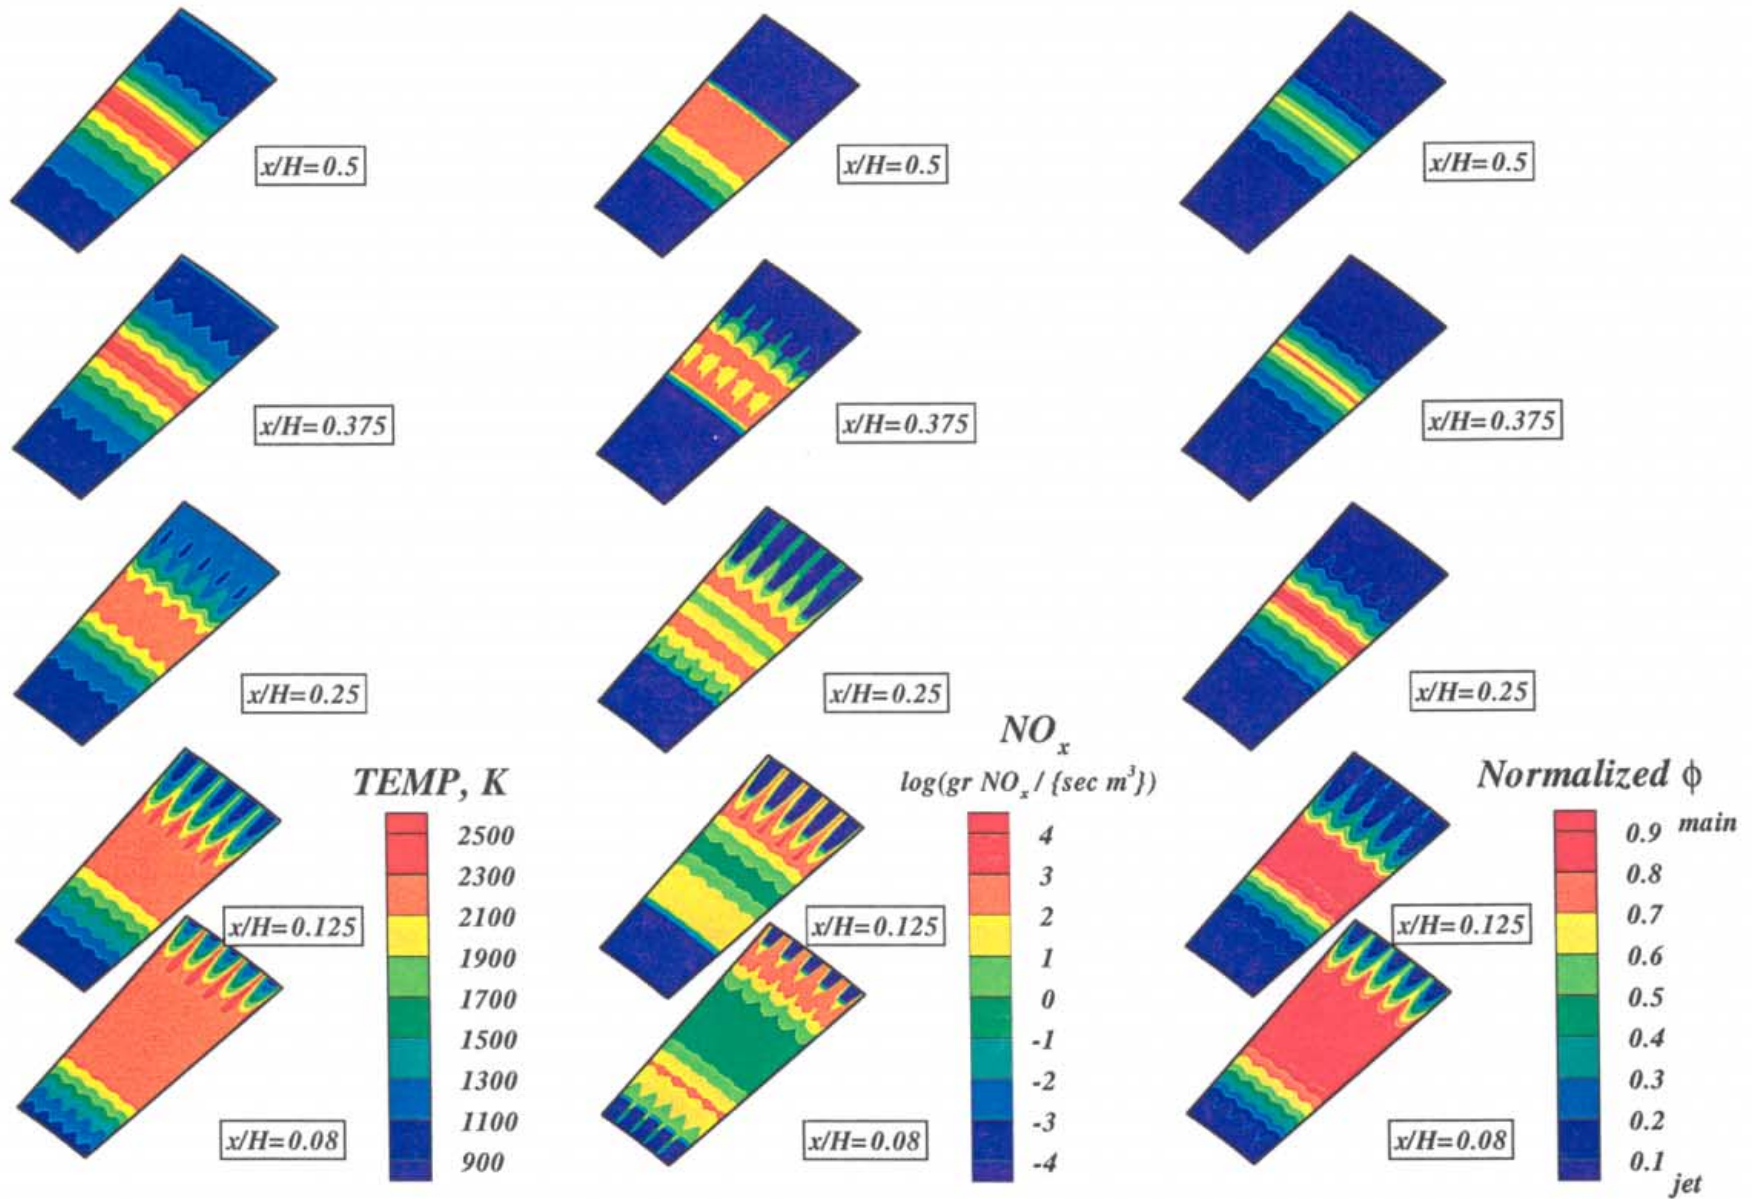 x/H=0.5
x/H=0.5
x/H=0.5
x/H=0.375
x/H=0.375
x/H=0.375
x/H=0.25
x/H=0.25
x/H=0.25
TEMP, K
2500
2300
2100
1900
1700
1500
1300
1100
900
x/H=0.125
x/H=0.08
NOx
log(gr NOx / {sec m³})
4
3
2
1
0
-1
-2
-3
-4
x/H=0.125
x/H=0.08
Normalized ϕ
0.9 main
0.8
0.7
0.6
0.5
0.4
0.3
0.2
0.1
jet
x/H=0.125
x/H=0.08